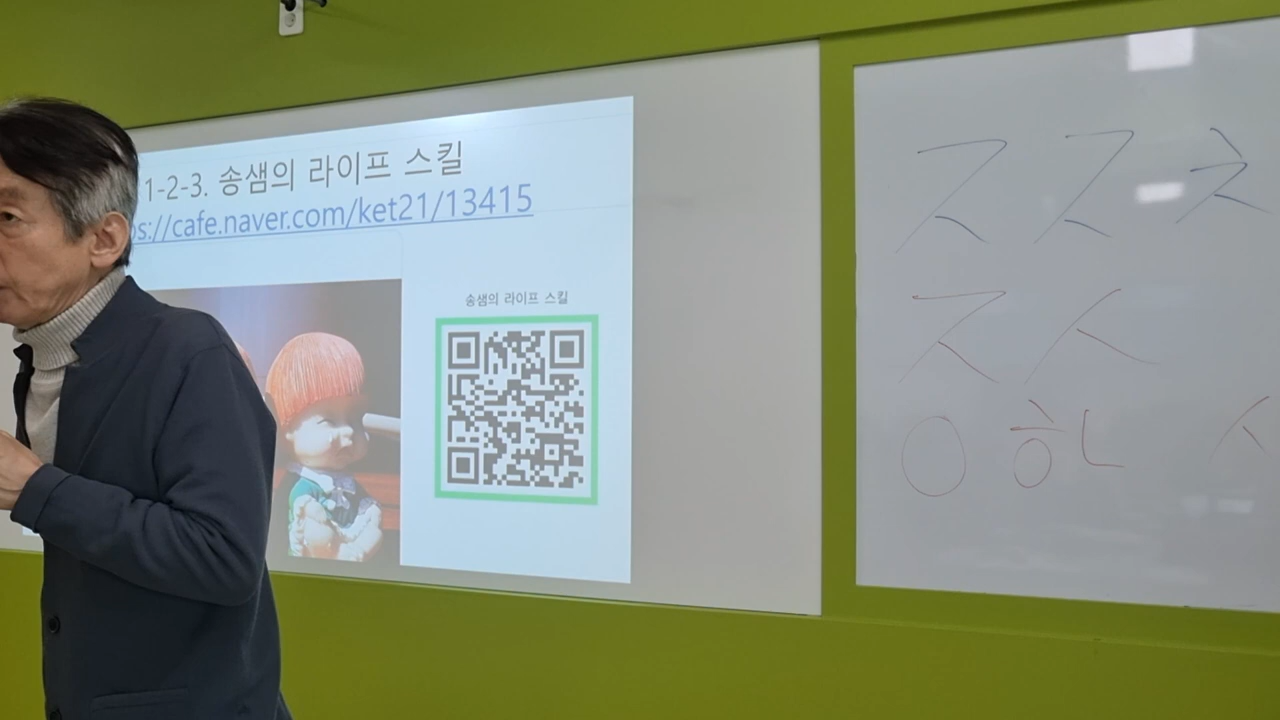 1-2-3. 송샘의 라이프 스킬
ps://cafe.naver.com/ket21/13415
송샘의 라이프 스킬
ㅈ ㅈ ㅊ
ㅈ ㅅ
ㅇ ㅎ ㄴ ㅅ